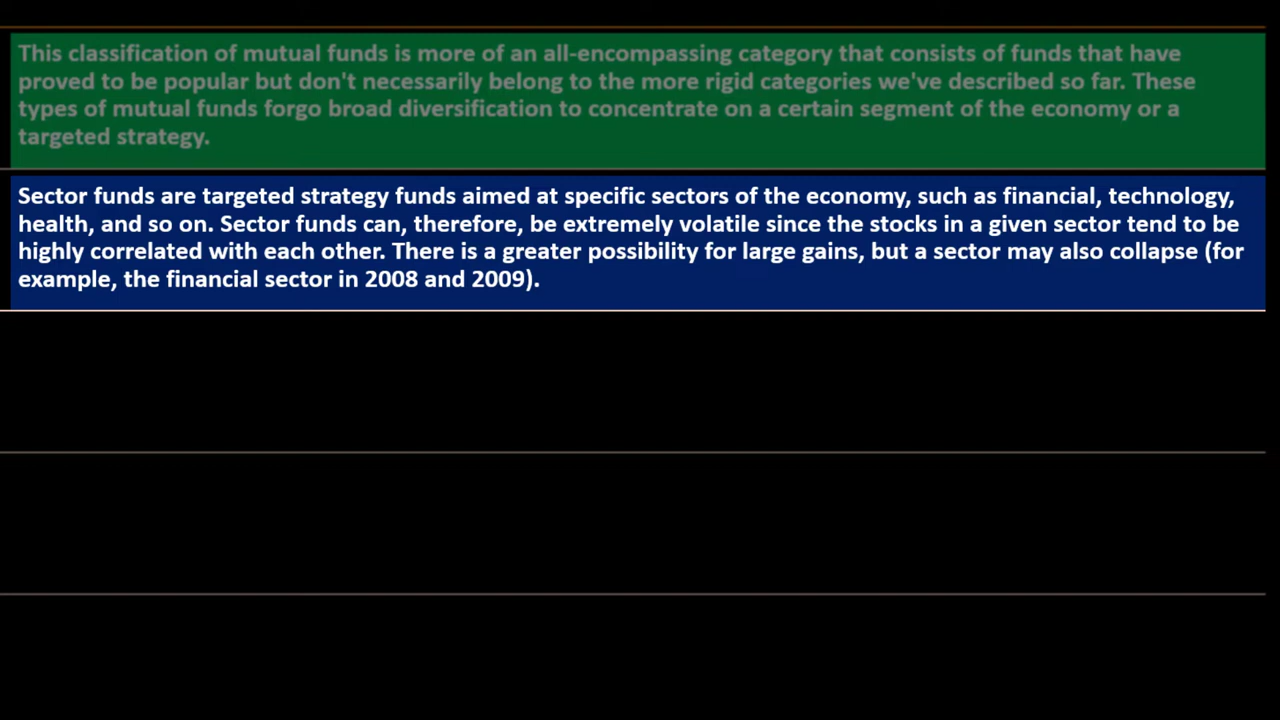 This classification of mutual funds is more of an all-encompassing category that consists of funds that have
proved to be popular but don't necessarily belong to the more rigid categories we've described so far. These
types of mutual funds forgo broad diversification to concentrate on a certain segment of the economy or a
targeted strategy.
Sector funds are targeted strategy funds aimed at specific sectors of the economy, such as financial, technology,
health, and so on. Sector funds can, therefore, be extremely volatile since the stocks in a given sector tend to be
highly correlated with each other. There is a greater possibility for large gains, but a sector may also collapse (for
example, the financial sector in 2008 and 2009).